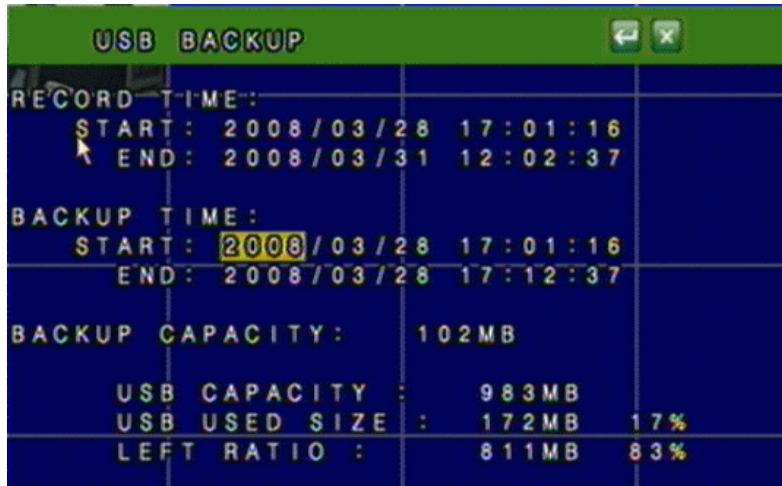 USB BACKUP
RECORD TIME:
START: 2008/03/28 17:01:16
END: 2008/03/31 12:02:37
BACKUP TIME:
START: 2008/03/28 17:01:16
END: 2008/03/28 17:12:37
BACKUP CAPACITY: 102MB
USB CAPACITY : 983MB
USB USED SIZE : 172MB 17%
LEFT RATIO : 811MB 83%